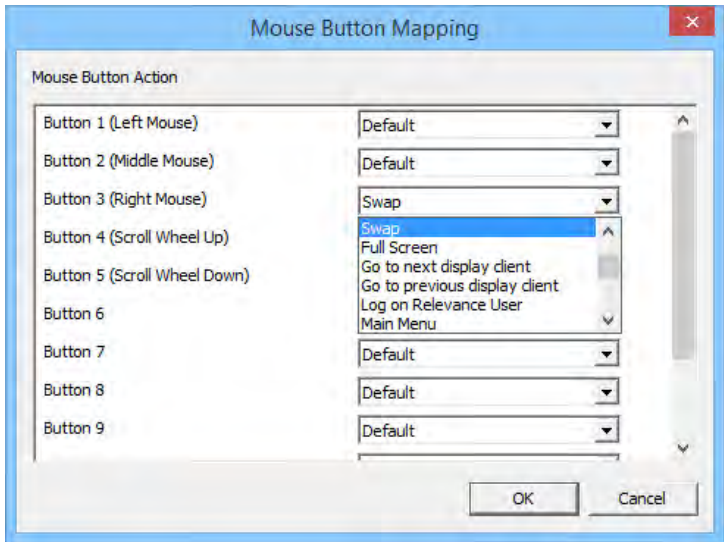 Mouse Button Mapping
Mouse Button Action
Button 1 (Left Mouse) Default
Button 2 (Middle Mouse) Default
Button 3 (Right Mouse) Swap
Button 4 (Scroll Wheel Up) Swap
Full Screen
Button 5 (Scroll Wheel Down) Go to next display client
Go to previous display client
Button 6 Log on Relevance User
Main Menu
Button 7 Default
Button 8 Default
Button 9 Default
OK Cancel